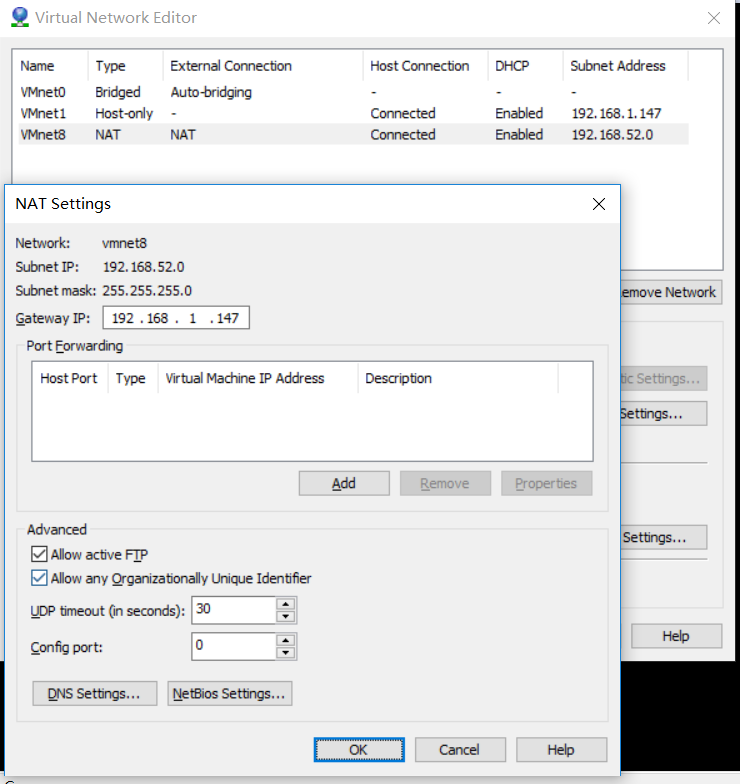 Virtual Network Editor
Name Type External Connection Host Connection DHCP Subnet Address
VMnet0 Bridged Auto-bridging - - -
VMnet1 Host-only - Connected Enabled 192.168.1.147
VMnet8 NAT NAT Connected Enabled 192.168.52.0
NAT Settings
Network: vmnet8
Subnet IP: 192.168.52.0
Subnet mask: 255.255.255.0
emove Network
Gateway IP: 192 . 168 . 1 . 147
Port Forwarding
Host Port Type Virtual Machine IP Address Description
tic Settings...
Settings...
Add Remove Properties
Advanced
Settings...
Allow active FTP
Allow any Organizationally Unique Identifier
UDP timeout (in seconds): 30
Config port: 0
Help
DNS Settings... NetBios Settings...
OK Cancel Help